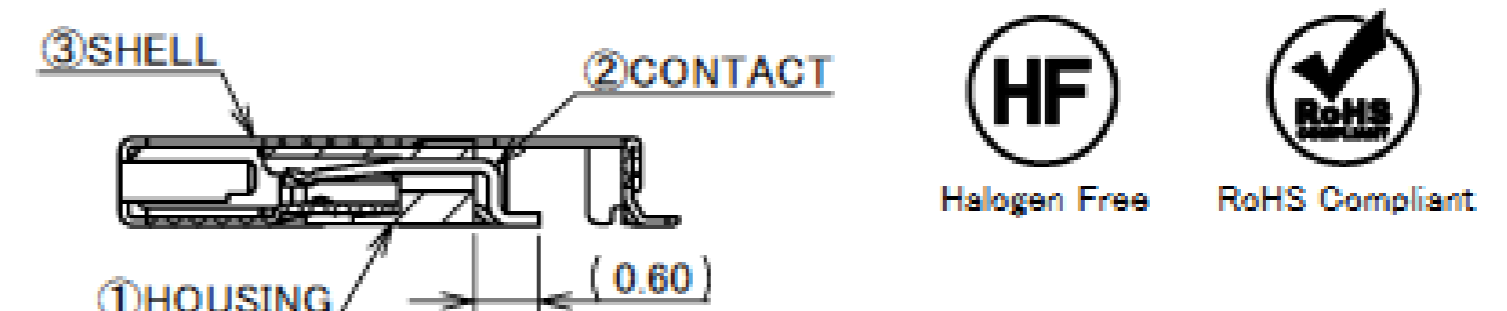 ③SHELL
②CONTACT
①HOUSING
( 0.60 )
HF
Halogen Free
RoHS
COMPLIANT
RoHS Compliant